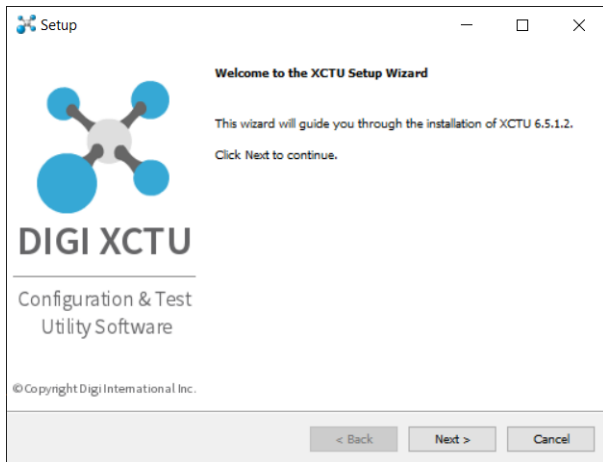 Setup
Welcome to the XCTU Setup Wizard
This wizard will guide you through the installation of XCTU 6.5.1.2.
Click Next to continue.
DIGI XCTU
Configuration & Test
Utility Software
©Copyright Digi International Inc.
< Back
Next >
Cancel